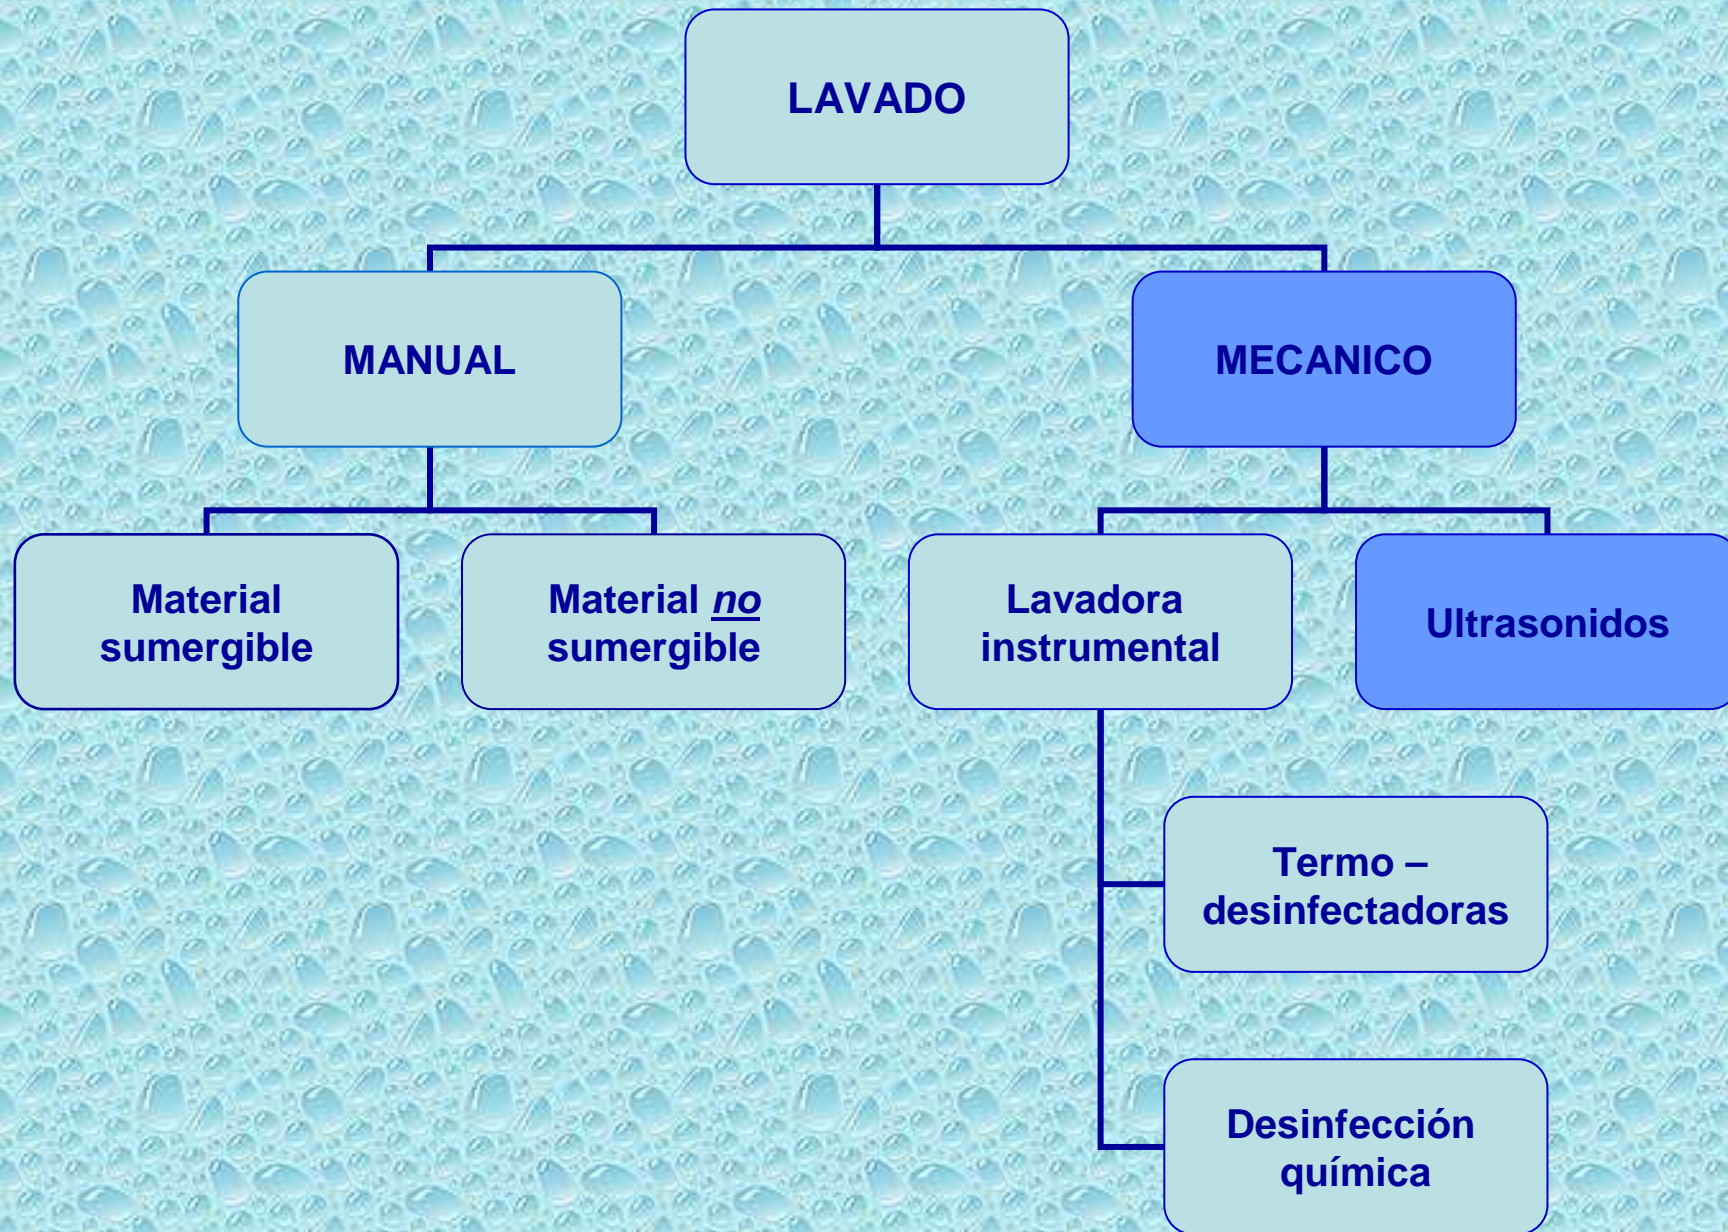 LAVADO
MANUAL
MECANICO
Material
sumergible
Material no
sumergible
Lavadora
instrumental
Ultrasonidos
Termo –
desinfectadoras
Desinfección
química